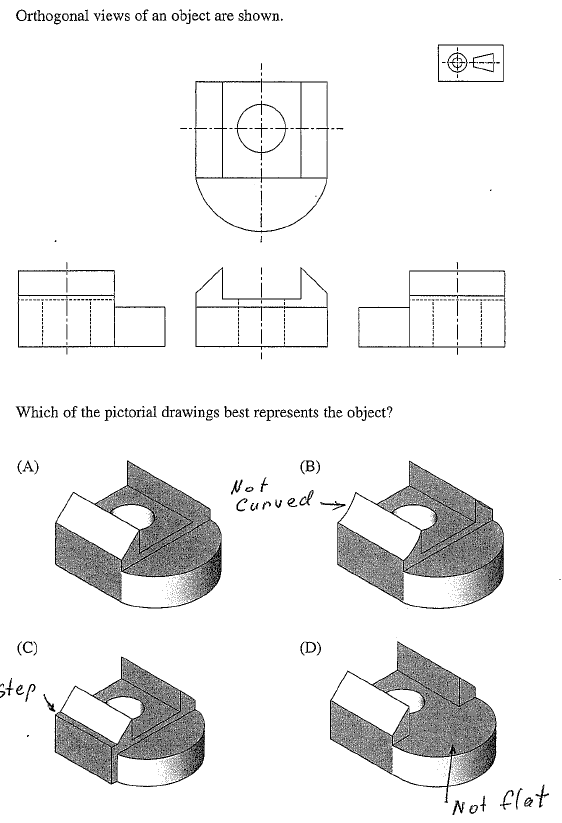 Orthogonal views of an object are shown.
Which of the pictorial drawings best represents the object?
(A)
(B)
Not
Curved
(C)
(D)
step
Not flat